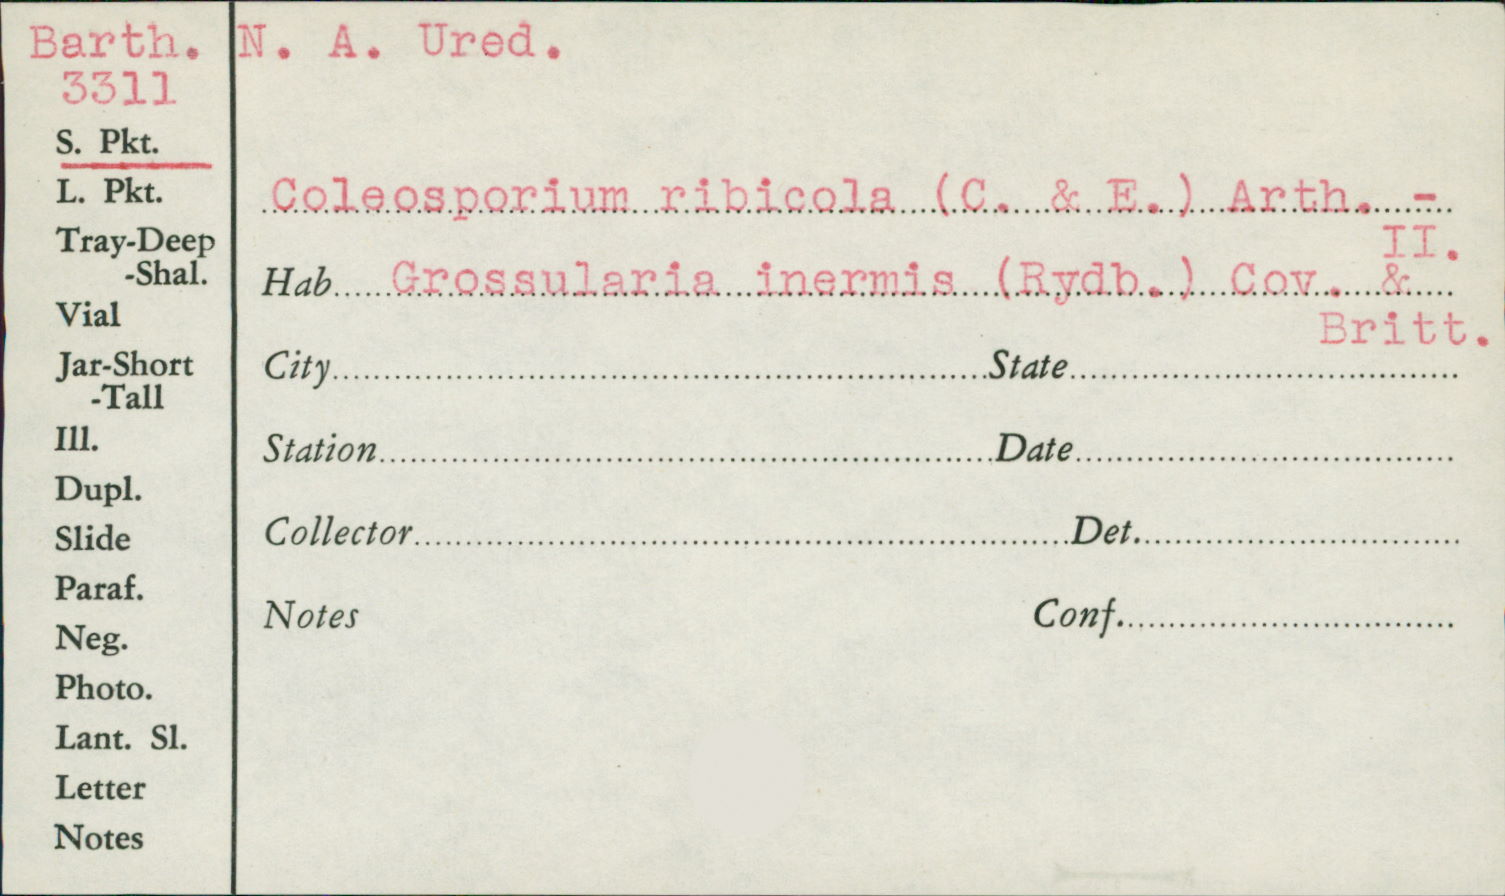 Barth. N. A. Ured.
3311
S. Pkt.
L. Pkt.
Tray-Deep
-Shal.
Vial
Jar-Short
-Tall
Ill.
Dupl.
Slide
Paraf.
Neg.
Photo.
Lant. Sl.
Letter
Notes
Coleosporium ribicola (C. & E.) Arth. -
II.
Hab Grossularia inermis (Rydb.) Cov. &
Britt.
City State
Station Date
Collector Det.
Notes Conf.